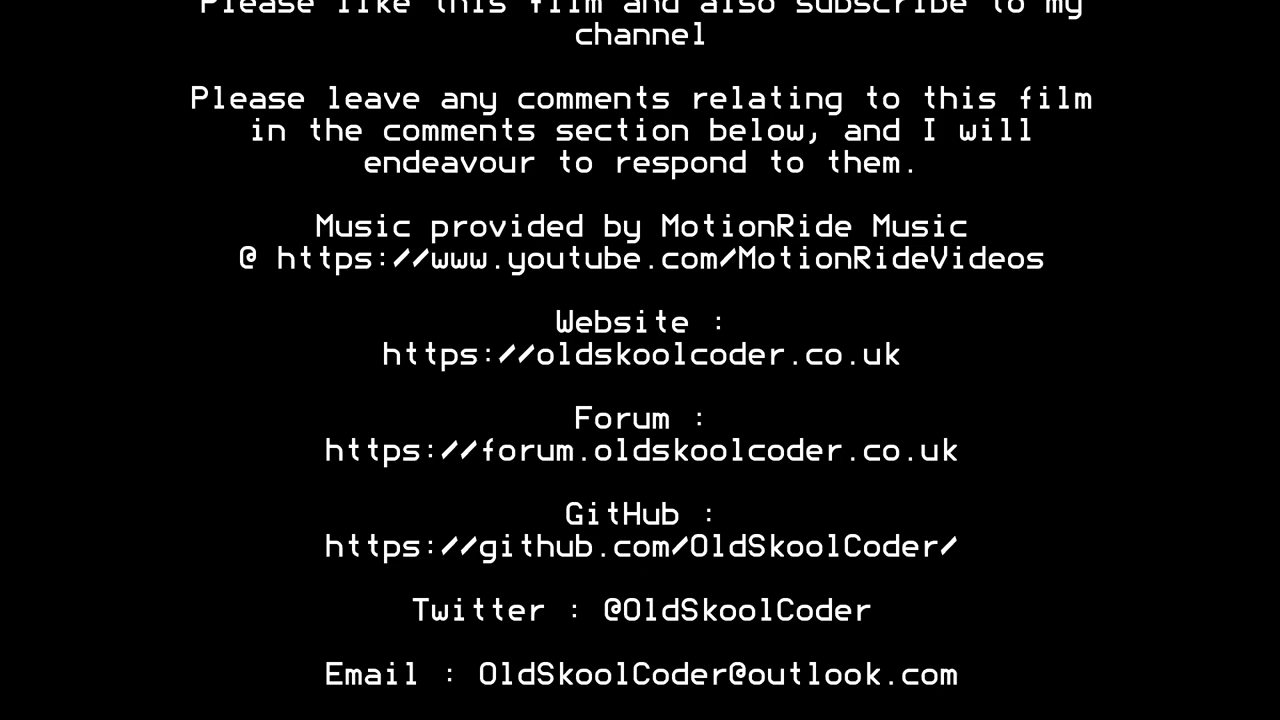 Please like this film and also subscribe to my
channel
Please leave any comments relating to this film
in the comments section below, and I will
endeavour to respond to them.
Music provided by MotionRide Music
@ https://www.youtube.com/MotionRideVideos
Website :
https://oldskoolcoder.co.uk
Forum :
https://forum.oldskoolcoder.co.uk
GitHub :
https://github.com/OldSkoolCoder/
Twitter : @OldSkoolCoder
Email : OldSkoolCoder@outlook.com